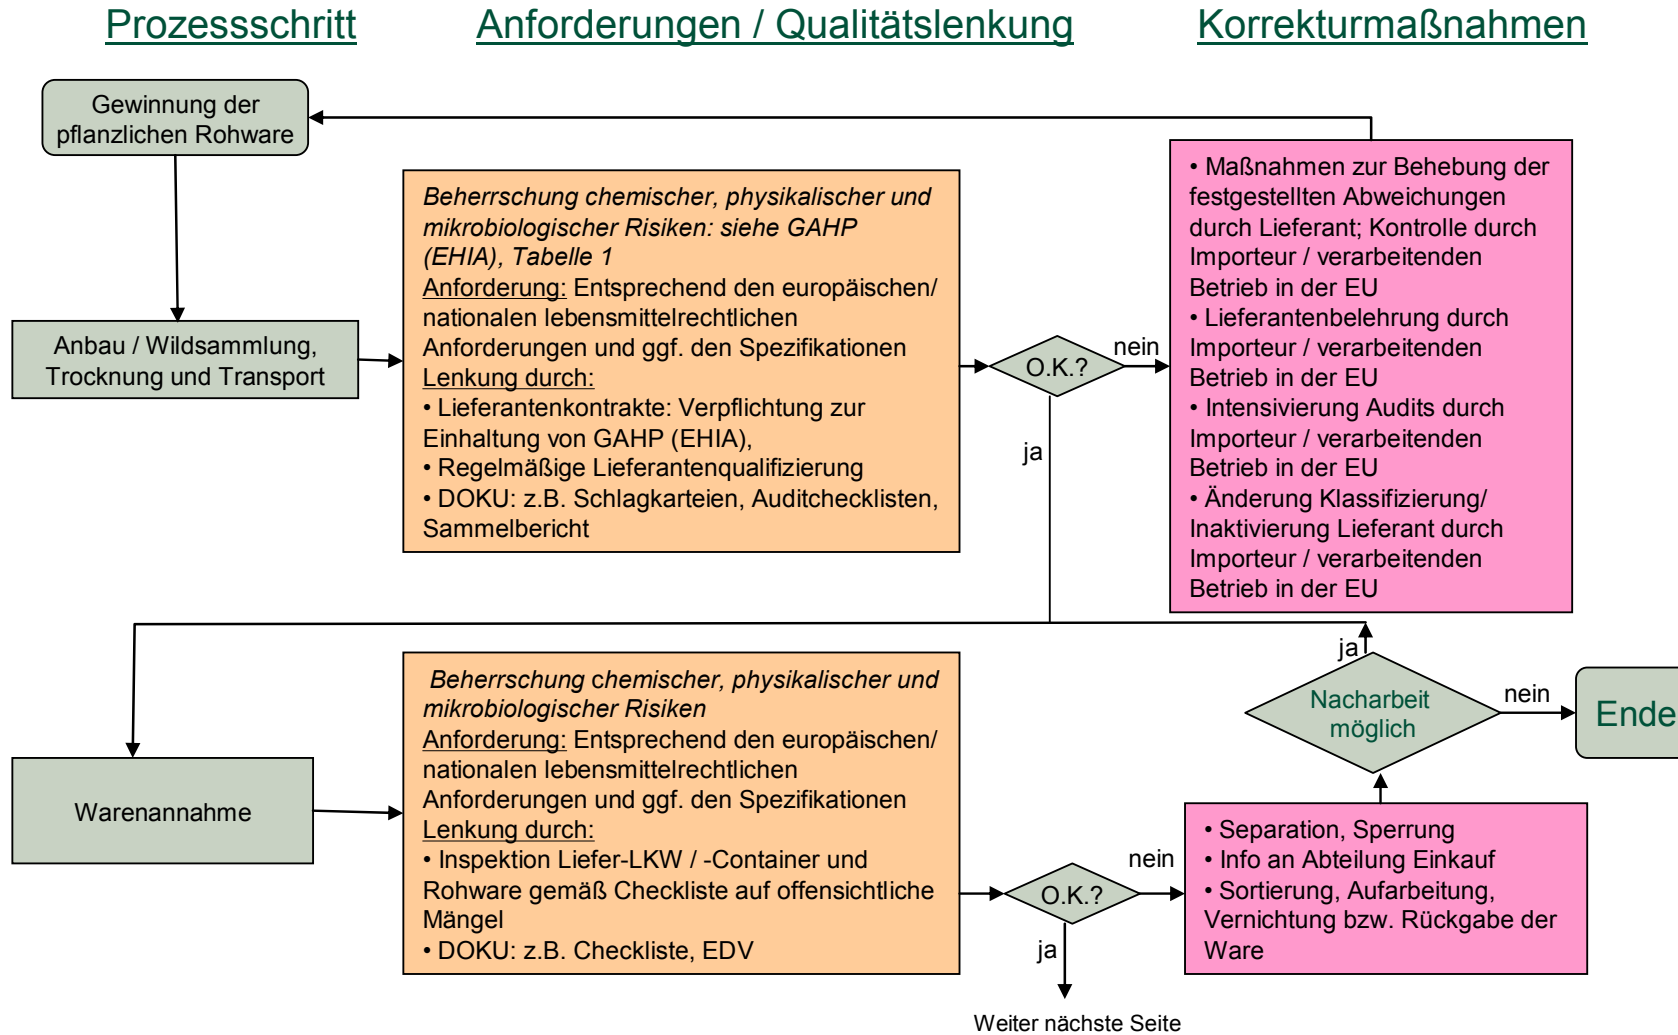 Prozessschritt
Anforderungen / Qualitätslenkung
Korrekturmaßnahmen
Gewinnung der
pflanzlichen Rohware
Anbau / Wildsammlung,
Trocknung und Transport
Beherrschung chemischer, physikalischer und
mikrobiologischer Risiken: siehe GAHP
(EHIA), Tabelle 1
Anforderung: Entsprechend den europäischen/
nationalen lebensmittelrechtlichen
Anforderungen und ggf. den Spezifikationen
Lenkung durch:
• Lieferantenkontrakte: Verpflichtung zur
Einhaltung von GAHP (EHIA),
• Regelmäßige Lieferantenqualifizierung
• DOKU: z.B. Schlagkarteien, Auditchecklisten,
Sammelbericht
O.K.?
nein
ja
• Maßnahmen zur Behebung der
festgestellten Abweichungen
durch Lieferant; Kontrolle durch
Importeur / verarbeitenden
Betrieb in der EU
• Lieferantenbelehrung durch
Importeur / verarbeitenden
Betrieb in der EU
• Intensivierung Audits durch
Importeur / verarbeitenden
Betrieb in der EU
• Änderung Klassifizierung/
Inaktivierung Lieferant durch
Importeur / verarbeitenden
Betrieb in der EU
Warenannahme
Beherrschung chemischer, physikalischer und
mikrobiologischer Risiken
Anforderung: Entsprechend den europäischen/
nationalen lebensmittelrechtlichen
Anforderungen und ggf. den Spezifikationen
Lenkung durch:
• Inspektion Liefer-LKW / -Container und
Rohware gemäß Checkliste auf offensichtliche
Mängel
• DOKU: z.B. Checkliste, EDV
O.K.?
nein
ja
Weiter nächste Seite
• Separation, Sperrung
• Info an Abteilung Einkauf
• Sortierung, Aufarbeitung,
Vernichtung bzw. Rückgabe der
Ware
Nacharbeit
möglich
ja
nein
Ende